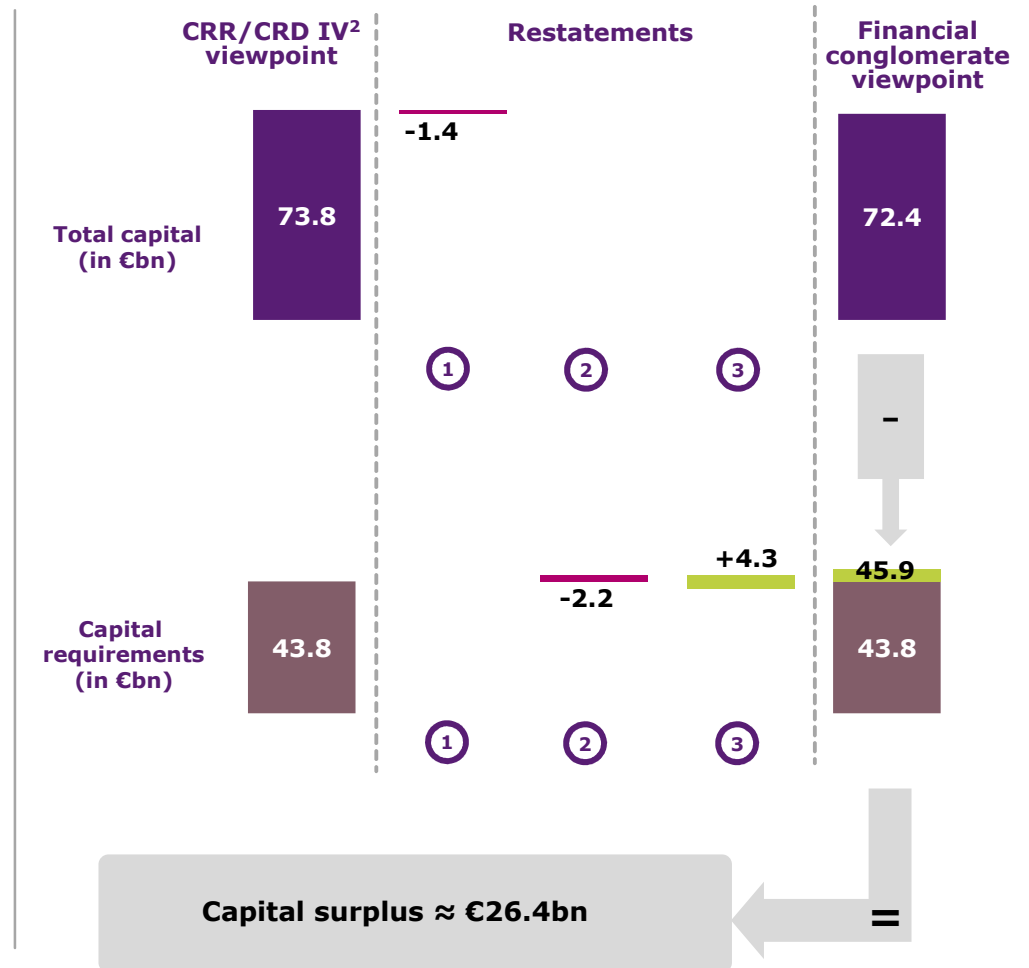 CRR/CRD IV²
viewpoint
Restatements
Financial
conglomerate
viewpoint
-1.4
Total capital
(in €bn)
73.8
72.4
1
2
3
–
+4.3
-2.2
45.9
Capital
requirements
(in €bn)
43.8
43.8
1
2
3
Capital surplus ≈ €26.4bn
=